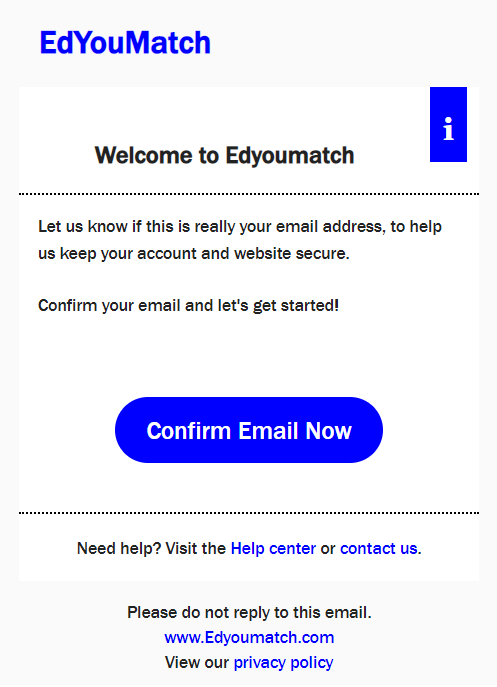 EdYouMatch
i
Welcome to Edyoumatch
Let us know if this is really your email address, to help
us keep your account and website secure.
Confirm your email and let's get started!
Confirm Email Now
Need help? Visit the Help center or contact us.
Please do not reply to this email.
www.Edyoumatch.com
View our privacy policy